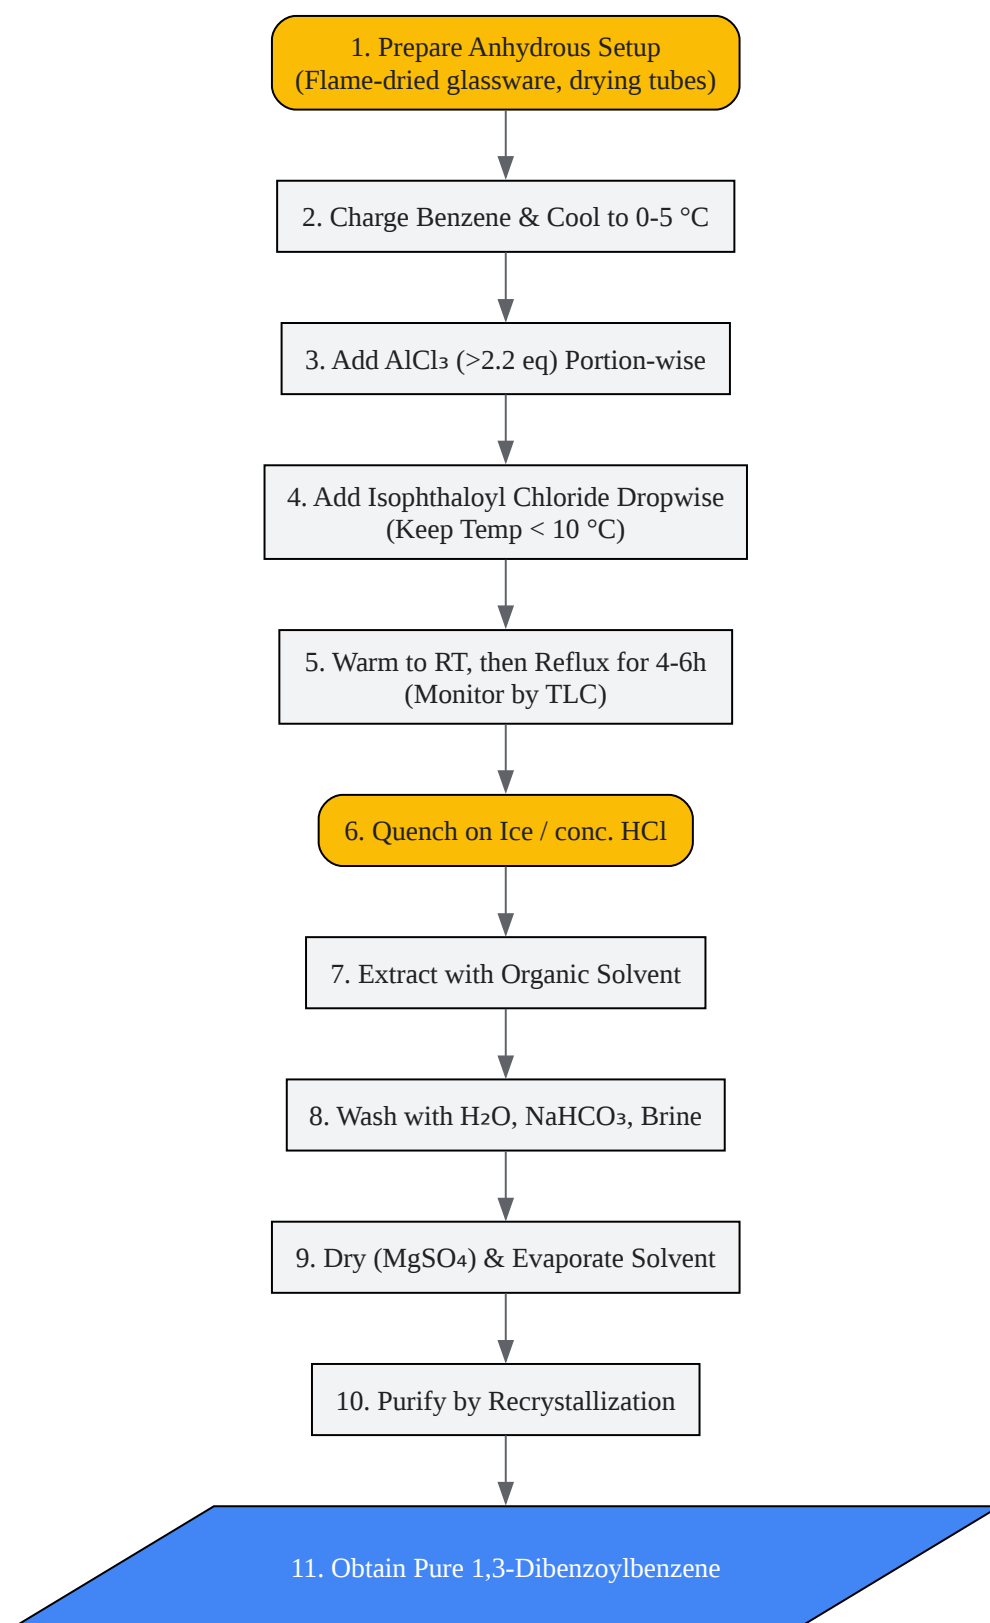 1. Prepare Anhydrous Setup
(Flame-dried glassware, drying tubes)
2. Charge Benzene & Cool to 0-5 °C
3. Add AlCl₃ (>2.2 eq) Portion-wise
4. Add Isophthaloyl Chloride Dropwise
(Keep Temp < 10 °C)
5. Warm to RT, then Reflux for 4-6h
(Monitor by TLC)
6. Quench on Ice / conc. HCl
7. Extract with Organic Solvent
8. Wash with H₂O, NaHCO₃, Brine
9. Dry (MgSO₄) & Evaporate Solvent
10. Purify by Recrystallization
11. Obtain Pure 1,3-Dibenzoylbenzene